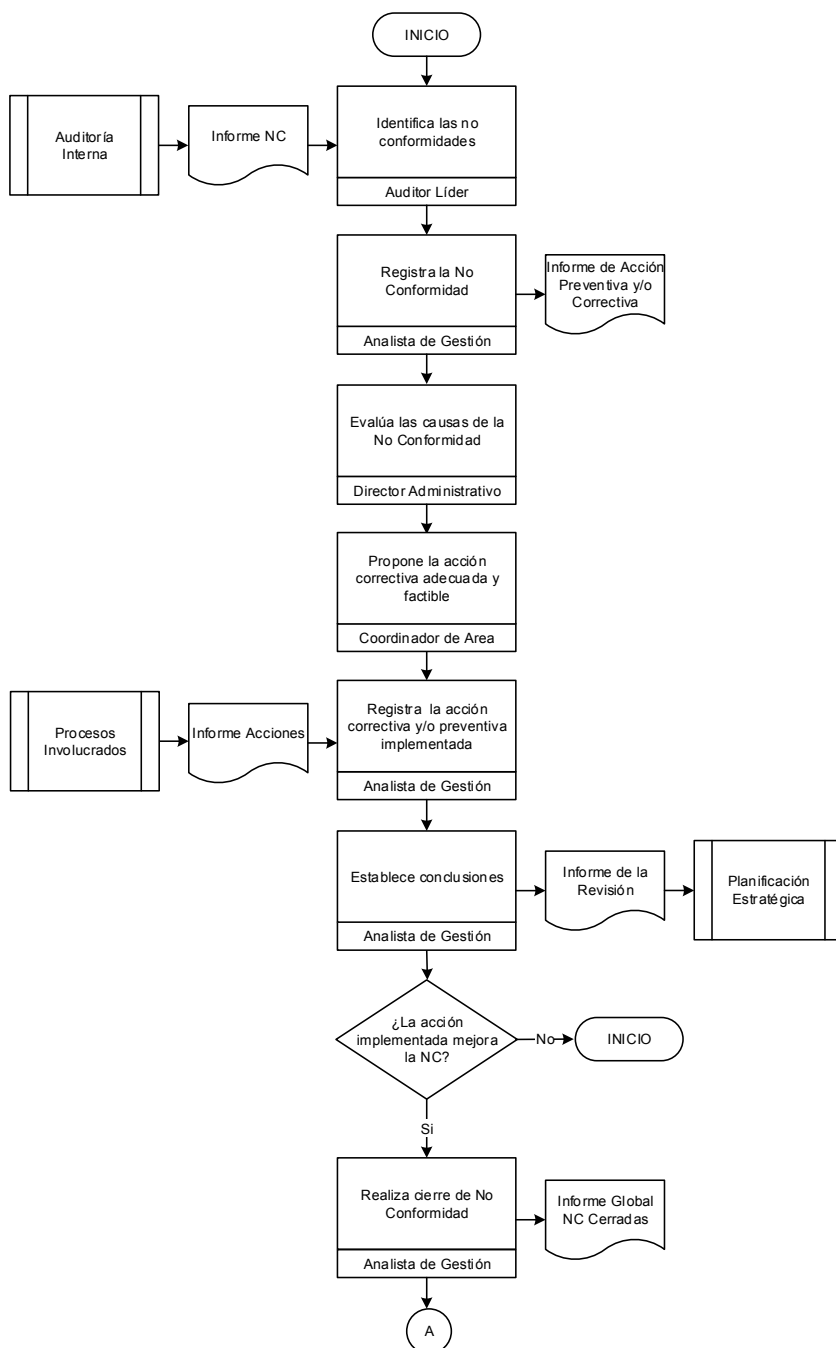 INICIO
Auditoría
Interna
Informe NC
Identifica las no
conformidades
Auditor Líder
Registra la No
Conformidad
Analista de Gestión
Informe de Acción
Preventiva y/o
Correctiva
Evalúa las causas de la
No Conformidad
Director Administrativo
Propone la acción
correctiva adecuada y
factible
Coordinador de Area
Procesos
Involucrados
Informe Acciones
Registra la acción
correctiva y/o preventiva
implementada
Analista de Gestión
Establece conclusiones
Analista de Gestión
Informe de la
Revisión
Planificación
Estratégica
¿La acción
implementada mejora
la NC?
No
INICIO
Si
Realiza cierre de No
Conformidad
Analista de Gestión
Informe Global
NC Cerradas
A